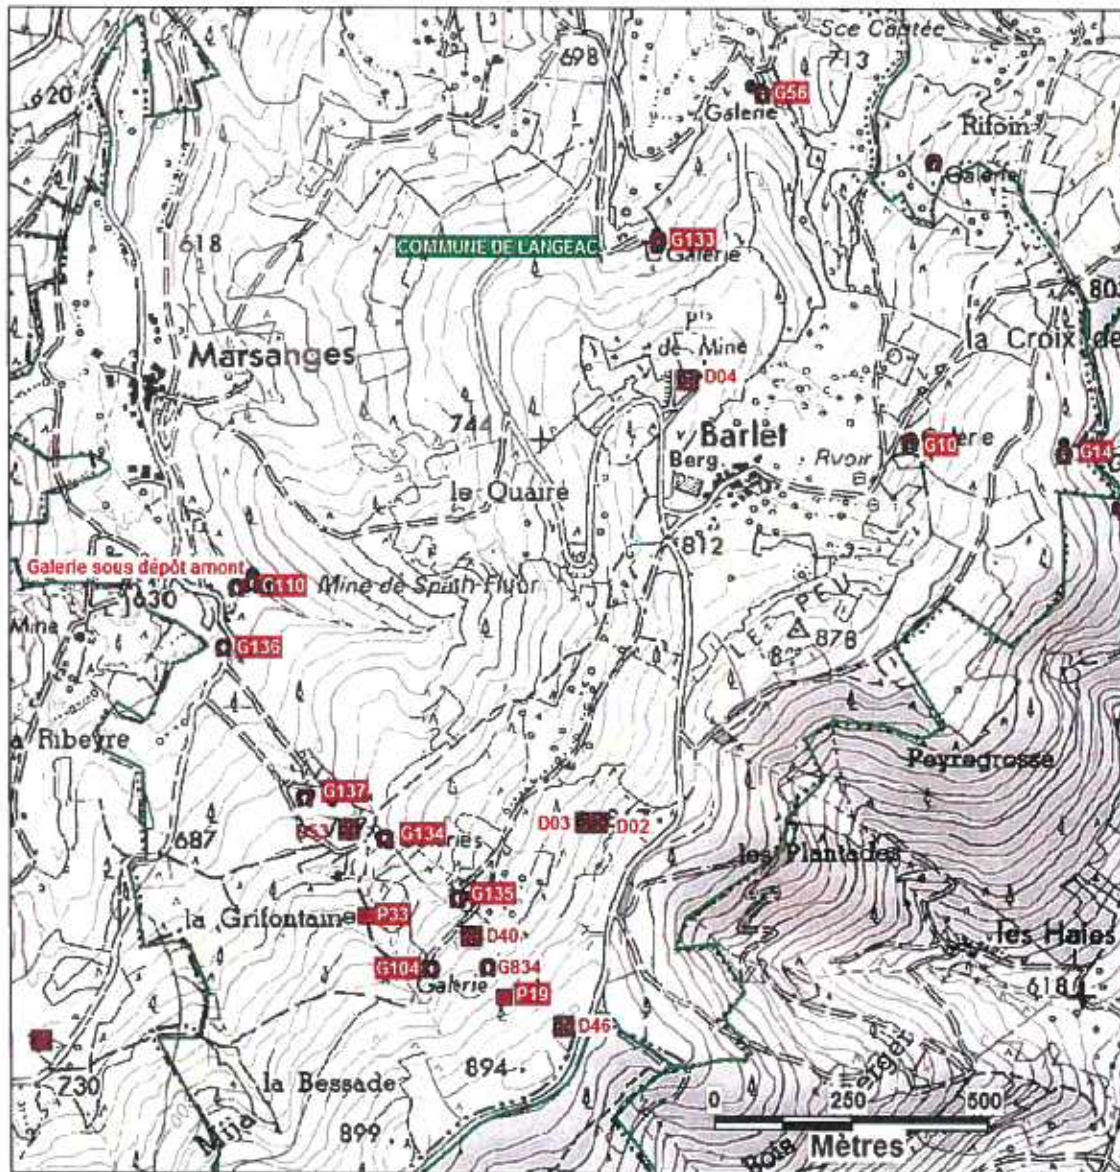 Sce Captée
698
713
620
G56
Galerie
Rifoin
Galerie
618
COMMUNE DE LANGEAC
G133
Galerie
Pts
de Mine
la Croix de
Marsanges
D04
744
Barlet
G10
G14
Berg
Rvoir
le Quaire
812
Galerie sous dépôt amont
G110
Mine de Spath Fluor
630
Mine
878
G136
Ribeyre
Peyregrosse
G137
D03
D02
687
G134
les Plantades
G135
la Grifontaine
P33
D40
les Haies
G104
G834
Galerie
P19
618
D46
730
894
la Bessade
0
250
500
899
Mètres
Bois